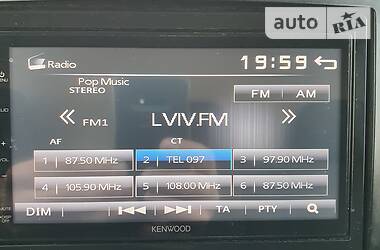 auto RIA
Radio
19:59
Pop Music
STEREO
FM AM
FM1
LVIV.FM
AF CT
1 87.50 MHz 2 TEL 097 3 97.90 MHz
4 105.90 MHz 5 108.00 MHz 6 87.50 MHz
DIM TA PTY
KENWOOD